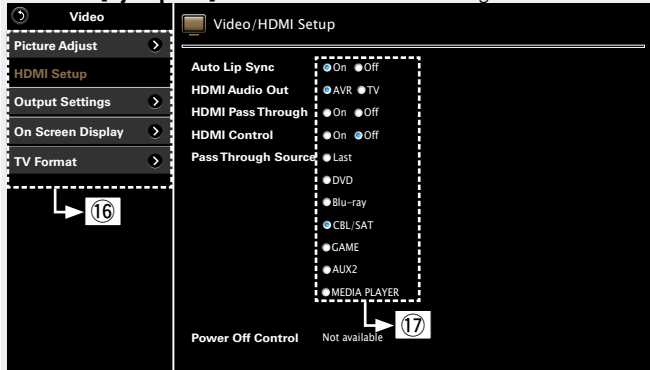 Video
Picture Adjust
HDMI Setup
Output Settings
On Screen Display
TV Format
⑯
Video/HDMI Setup
Auto Lip Sync On Off
HDMI Audio Out AVR TV
HDMI Pass Through On Off
HDMI Control On Off
Pass Through Source Last
DVD
Blu-ray
CBL/SAT
GAME
AUX2
MEDIA PLAYER
⑰
Power Off Control Not available